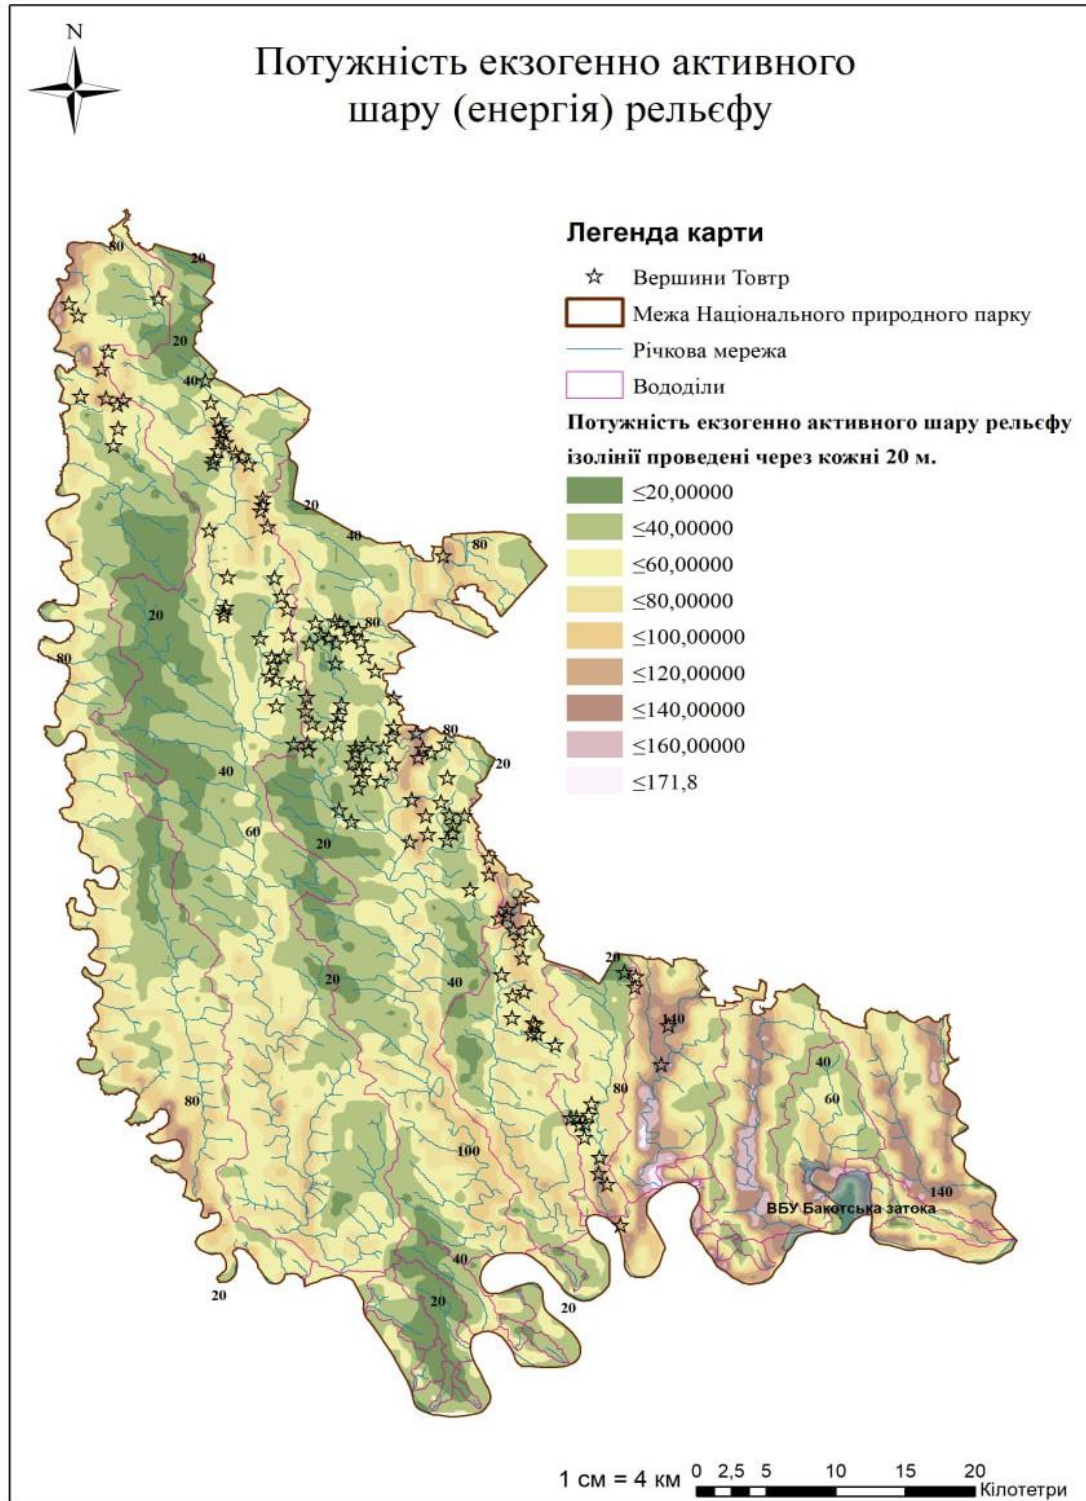 N
Потужність екзогенно активного
шару (енергія) рельєфу
Легенда карти
Вершини Товтр
Межа Національного природного парку
Річкова мережа
Вододіли
Потужність екзогенно активного шару рельєфу
ізолінії проведені через кожні 20 м.
≤20,00000
≤40,00000
≤60,00000
≤80,00000
≤100,00000
≤120,00000
≤140,00000
≤160,00000
≤171,8
80
20
20
40
20
40
80
20
80
80
80
20
40
60
20
20
40
20
140
40
80
60
80
100
140
ВБУ Бакотська затока
40
20
20
20
1 см = 4 км
0 2,5 5 10 15 20
Кілотетри